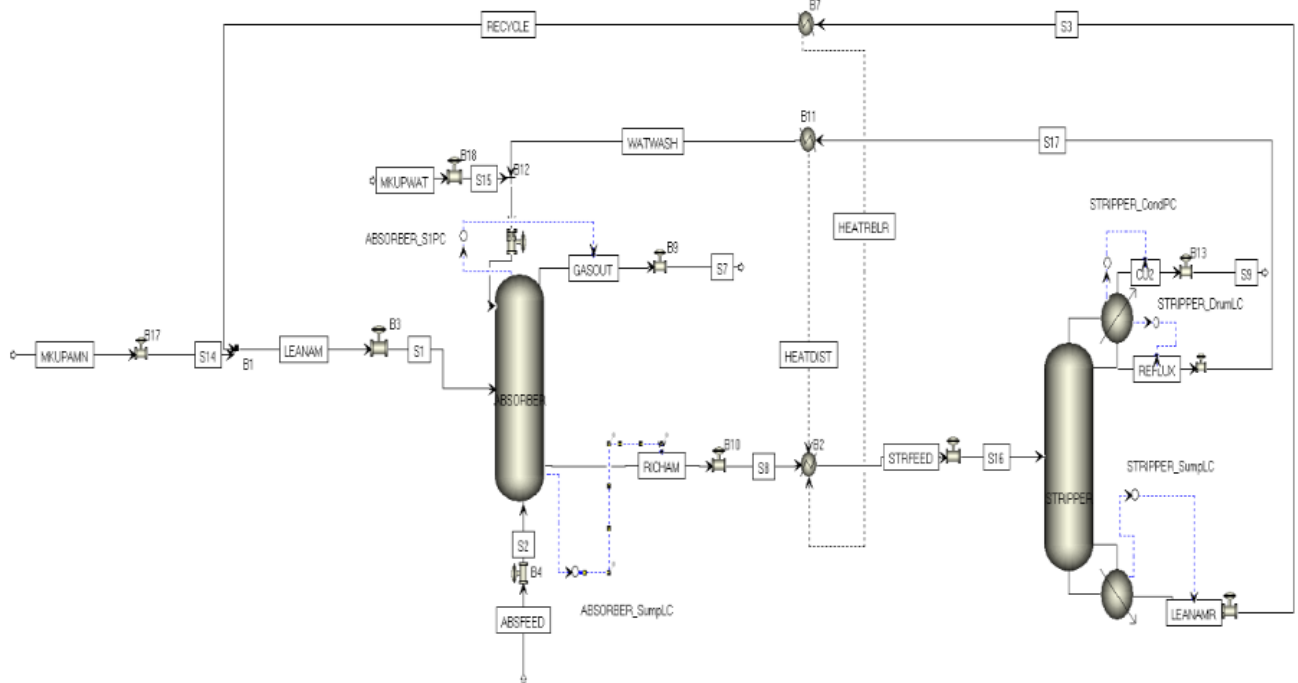 B7
RECYCLE
S3
B11
WATWASH
S17
B18
MKUPWAT
S15
B12
STRIPPER_CondPC
HEATRBLR
ABSORBER_S1PC
B9
GASOUT
S7
B13
CO2
S9
STRIPPER_DrumLC
B17
B3
MKUPAMN
S14
B1
LEANAM
S1
HEATDIST
REFLUX
ABSORBER
B10
B2
RICHAM
S8
STRFEED
S16
STRIPPER_SumpLC
STRIPPER
S2
B4
ABSORBER_SumpLC
ABSFEED
LEANAMR